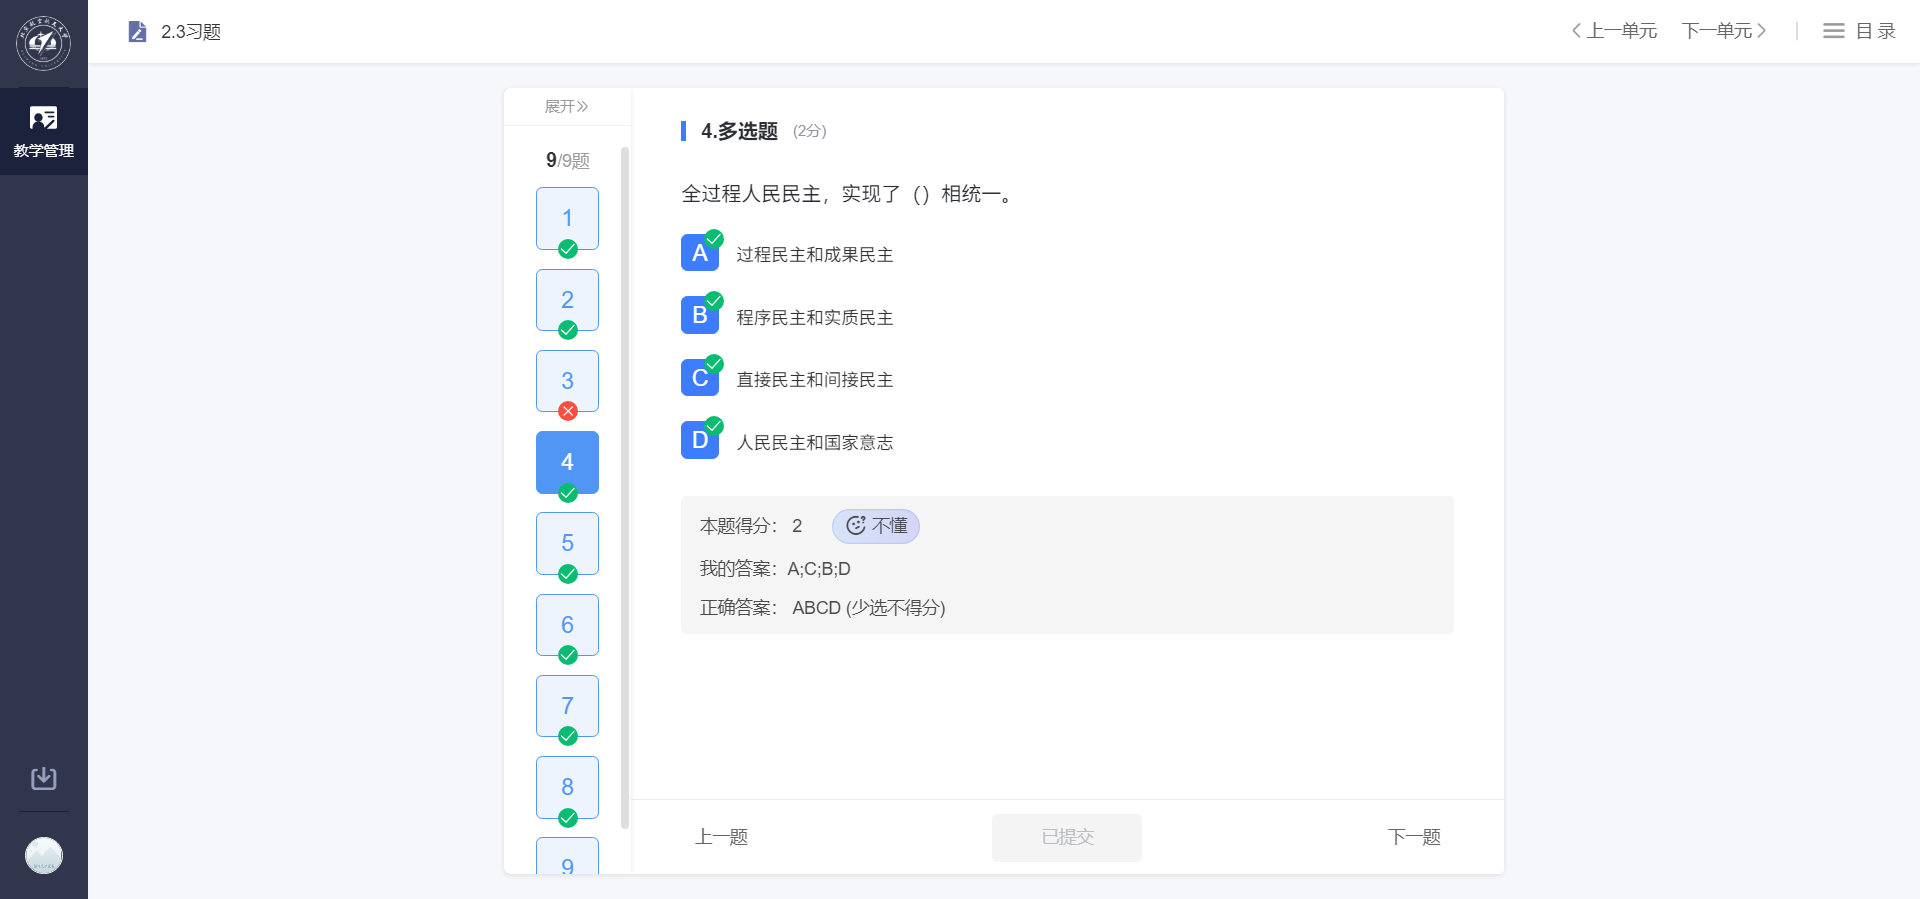 2.3习题
上一单元
下一单元
目录
教学管理
展开
9/9题
1
2
3
4
5
6
7
8
9
4.多选题 (2分)
全过程人民民主，实现了（）相统一。
A 过程民主和成果民主
B 程序民主和实质民主
C 直接民主和间接民主
D 人民民主和国家意志
本题得分： 2 不懂
我的答案：A;C;B;D
正确答案： ABCD (少选不得分)
上一题
已提交
下一题